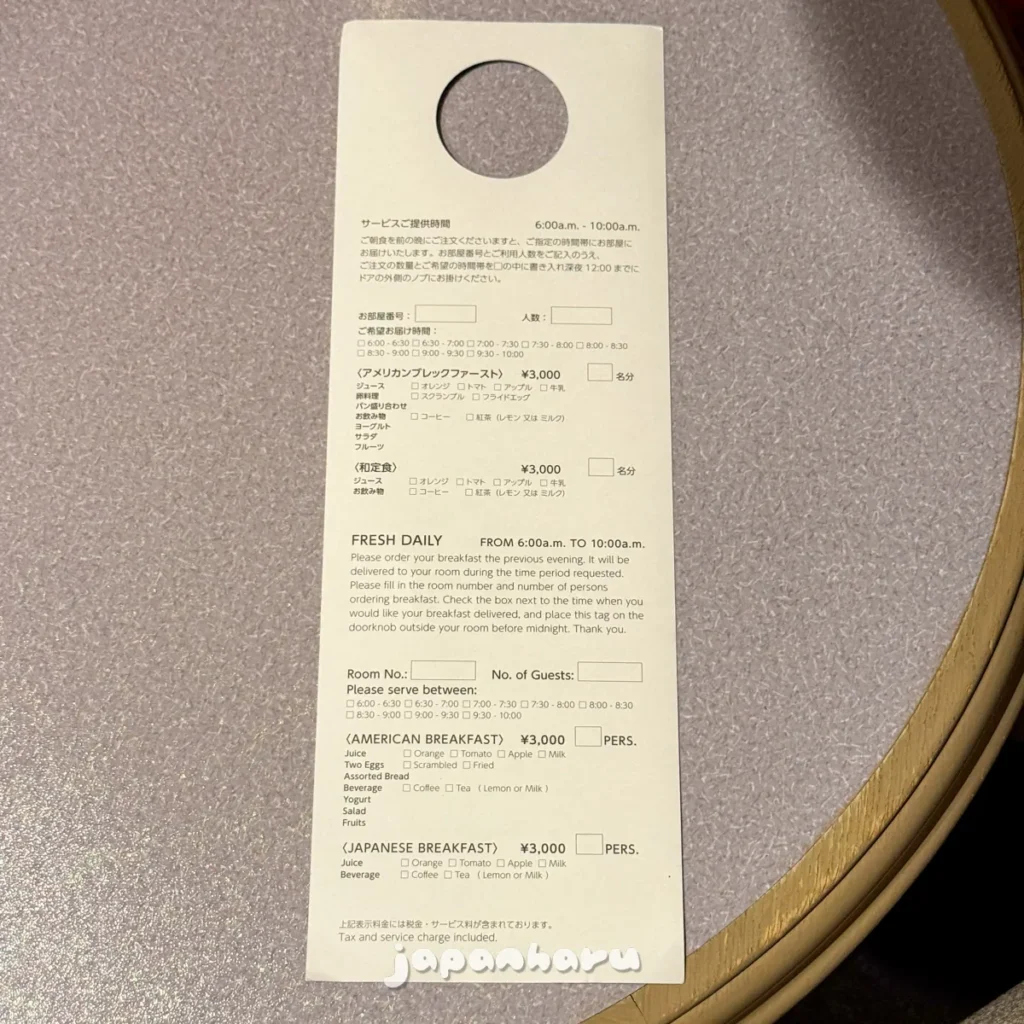 サービスご提供時間 6:00a.m. - 10:00a.m.
ご朝食を前の晩にご注文くださいますと、ご指定の時間帯にお部屋に
お届けいたします。お部屋番号とご利用人数をご記入のうえ、
ご注文の数量とご希望の時間帯を□の中に書き入れ深夜 12:00 までに
ドアの外側のノブにお掛けください。
お部屋番号： 人数：
ご希望お届け時間：
□ 6:00 - 6:30 □ 6:30 - 7:00 □ 7:00 - 7:30 □ 7:30 - 8:00 □ 8:00 - 8:30
□ 8:30 - 9:00 □ 9:00 - 9:30 □ 9:30 - 10:00
〈アメリカンブレックファースト〉 ¥3,000 名分
ジュース □ オレンジ □ トマト □ アップル □ 牛乳
卵料理 □ スクランブル □ フライドエッグ
パン盛り合わせ
お飲み物 □ コーヒー □ 紅茶 (レモン 又は ミルク)
ヨーグルト
サラダ
フルーツ
〈和定食〉 ¥3,000 名分
ジュース □ オレンジ □ トマト □ アップル □ 牛乳
お飲み物 □ コーヒー □ 紅茶 (レモン 又は ミルク)
FRESH DAILY FROM 6:00a.m. TO 10:00a.m.
Please order your breakfast the previous evening. It will be
delivered to your room during the time period requested.
Please fill in the room number and number of persons
ordering breakfast. Check the box next to the time when you
would like your breakfast delivered, and place this tag on the
doorknob outside your room before midnight. Thank you.
Room No.: No. of Guests:
Please serve between:
□ 6:00 - 6:30 □ 6:30 - 7:00 □ 7:00 - 7:30 □ 7:30 - 8:00 □ 8:00 - 8:30
□ 8:30 - 9:00 □ 9:00 - 9:30 □ 9:30 - 10:00
〈AMERICAN BREAKFAST〉 ¥3,000 PERS.
Juice □ Orange □ Tomato □ Apple □ Milk
Two Eggs □ Scrambled □ Fried
Assorted Bread
Beverage □ Coffee □ Tea ( Lemon or Milk )
Yogurt
Salad
Fruits
〈JAPANESE BREAKFAST〉 ¥3,000 PERS.
Juice □ Orange □ Tomato □ Apple □ Milk
Beverage □ Coffee □ Tea ( Lemon or Milk )
上記表示料金には税金・サービス料が含まれております。
Tax and service charge included.
japanharu